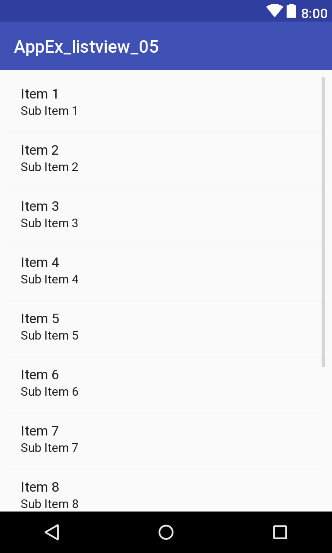 8:00
AppEx_listview_05
Item 1
Sub Item 1
Item 2
Sub Item 2
Item 3
Sub Item 3
Item 4
Sub Item 4
Item 5
Sub Item 5
Item 6
Sub Item 6
Item 7
Sub Item 7
Item 8
Sub Item 8